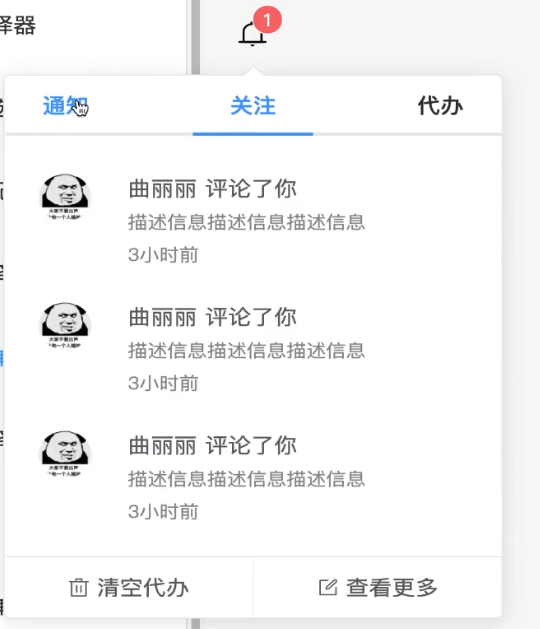 译器
1
通知 关注 代办
曲丽丽 评论了你
描述信息描述信息描述信息
3小时前
曲丽丽 评论了你
描述信息描述信息描述信息
3小时前
曲丽丽 评论了你
描述信息描述信息描述信息
3小时前
清空代办 查看更多